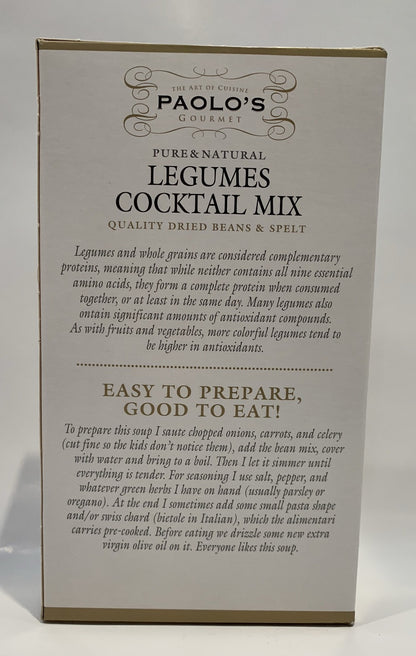 THE ART OF CUISINE
PAOLO'S
GOURMET
PURE & NATURAL
LEGUMES
COCKTAIL MIX
QUALITY DRIED BEANS & SPELT
Legumes and whole grains are considered complementary
proteins, meaning that while neither contains all nine essential
amino acids, they form a complete protein when consumed
together, or at least in the same day. Many legumes also
ontain significant amounts of antioxidant compounds.
As with fruits and vegetables, more colorful legumes tend to
be higher in antioxidants.
EASY TO PREPARE,
GOOD TO EAT!
To prepare this soup I saute chopped onions, carrots, and celery
(cut fine so the kids don't notice them), add the bean mix, cover
with water and bring to a boil. Then I let it simmer until
everything is tender. For seasoning I use salt, pepper, and
whatever green herbs I have on hand (usually parsley or
oregano). At the end I sometimes add some small pasta shape
and/or swiss chard (bietole in Italian), which the alimentari
carries pre-cooked. Before eating we drizzle some new extra
virgin olive oil on it. Everyone likes this soup.